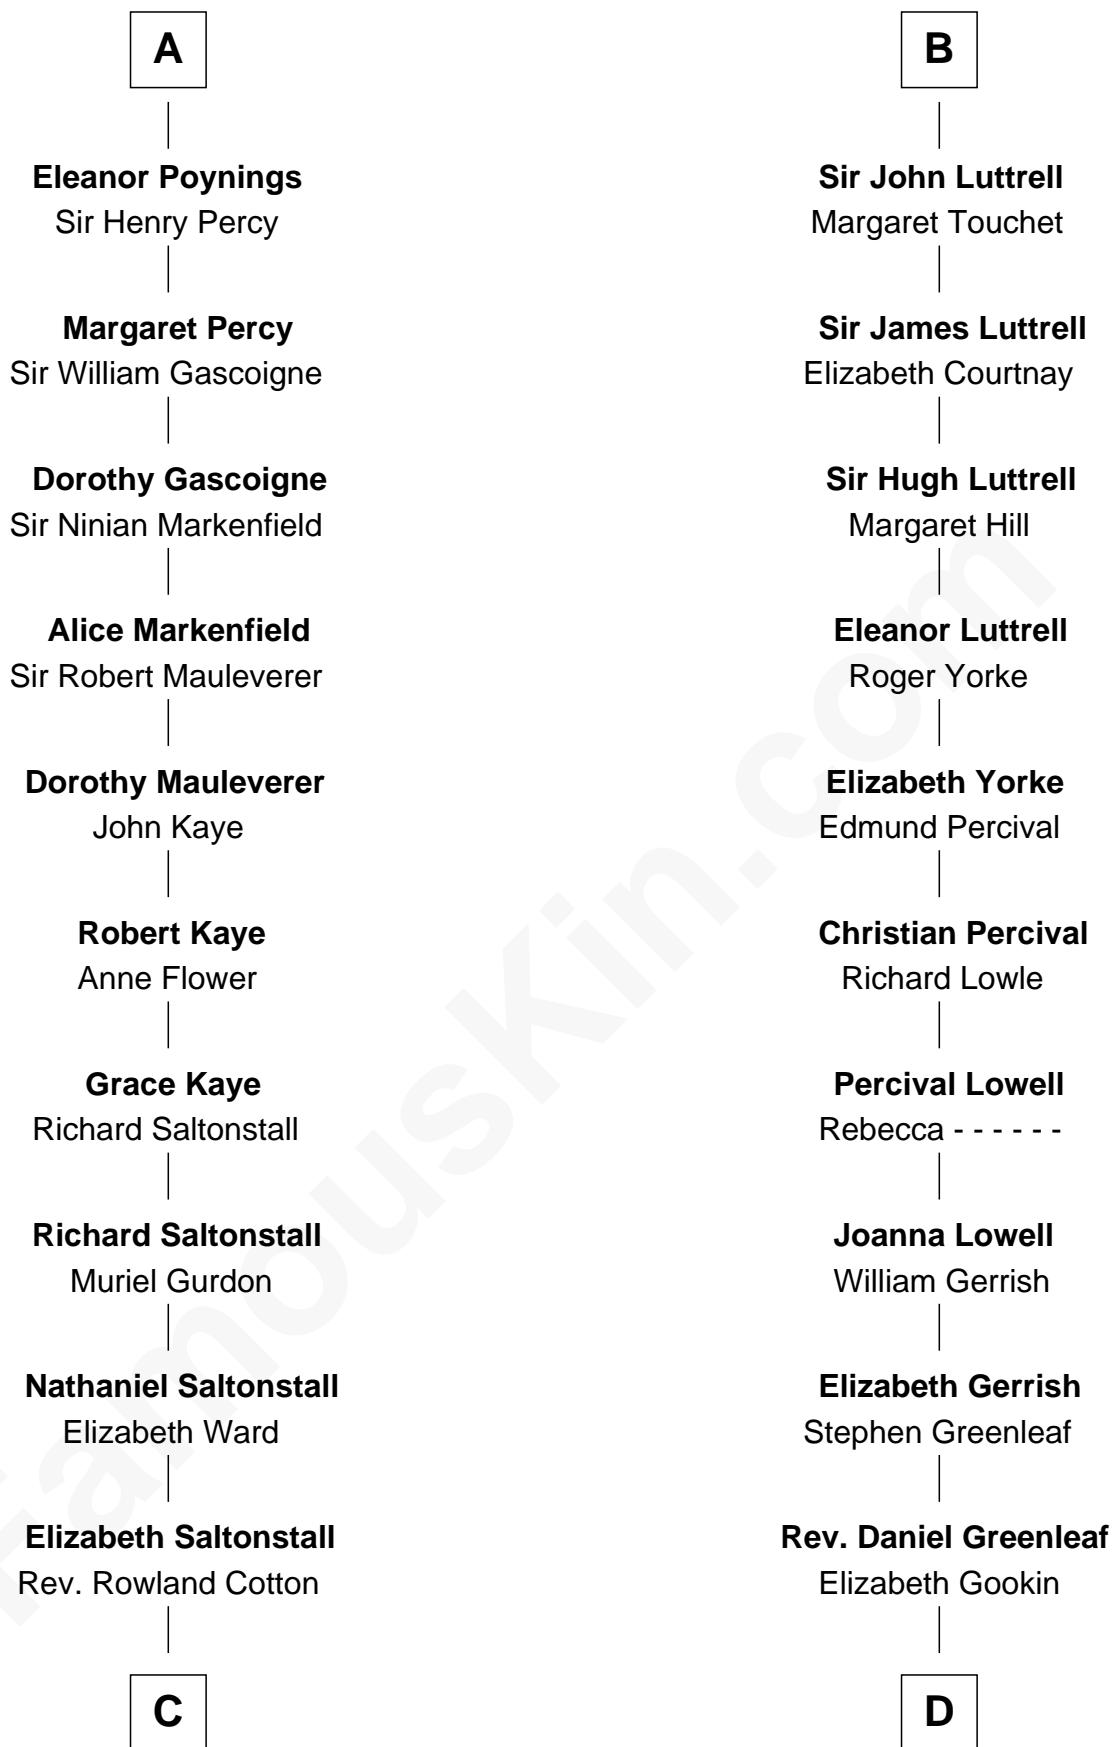 A
Eleanor Poynings
Sir Henry Percy
Margaret Percy
Sir William Gascoigne
Dorothy Gascoigne
Sir Ninian Markenfield
Alice Markenfield
Sir Robert Mauleverer
Dorothy Mauleverer
John Kaye
Robert Kaye
Anne Flower
Grace Kaye
Richard Saltonstall
Richard Saltonstall
Muriel Gurdon
Nathaniel Saltonstall
Elizabeth Ward
Elizabeth Saltonstall
Rev. Rowland Cotton
C
B
Sir John Luttrell
Margaret Touchet
Sir James Luttrell
Elizabeth Courtnay
Sir Hugh Luttrell
Margaret Hill
Eleanor Luttrell
Roger Yorke
Elizabeth Yorke
Edmund Percival
Christian Percival
Richard Lowle
Percival Lowell
Rebecca - - - - - -
Joanna Lowell
William Gerrish
Elizabeth Gerrish
Stephen Greenleaf
Rev. Daniel Greenleaf
Elizabeth Gookin
D
FamousKin.com